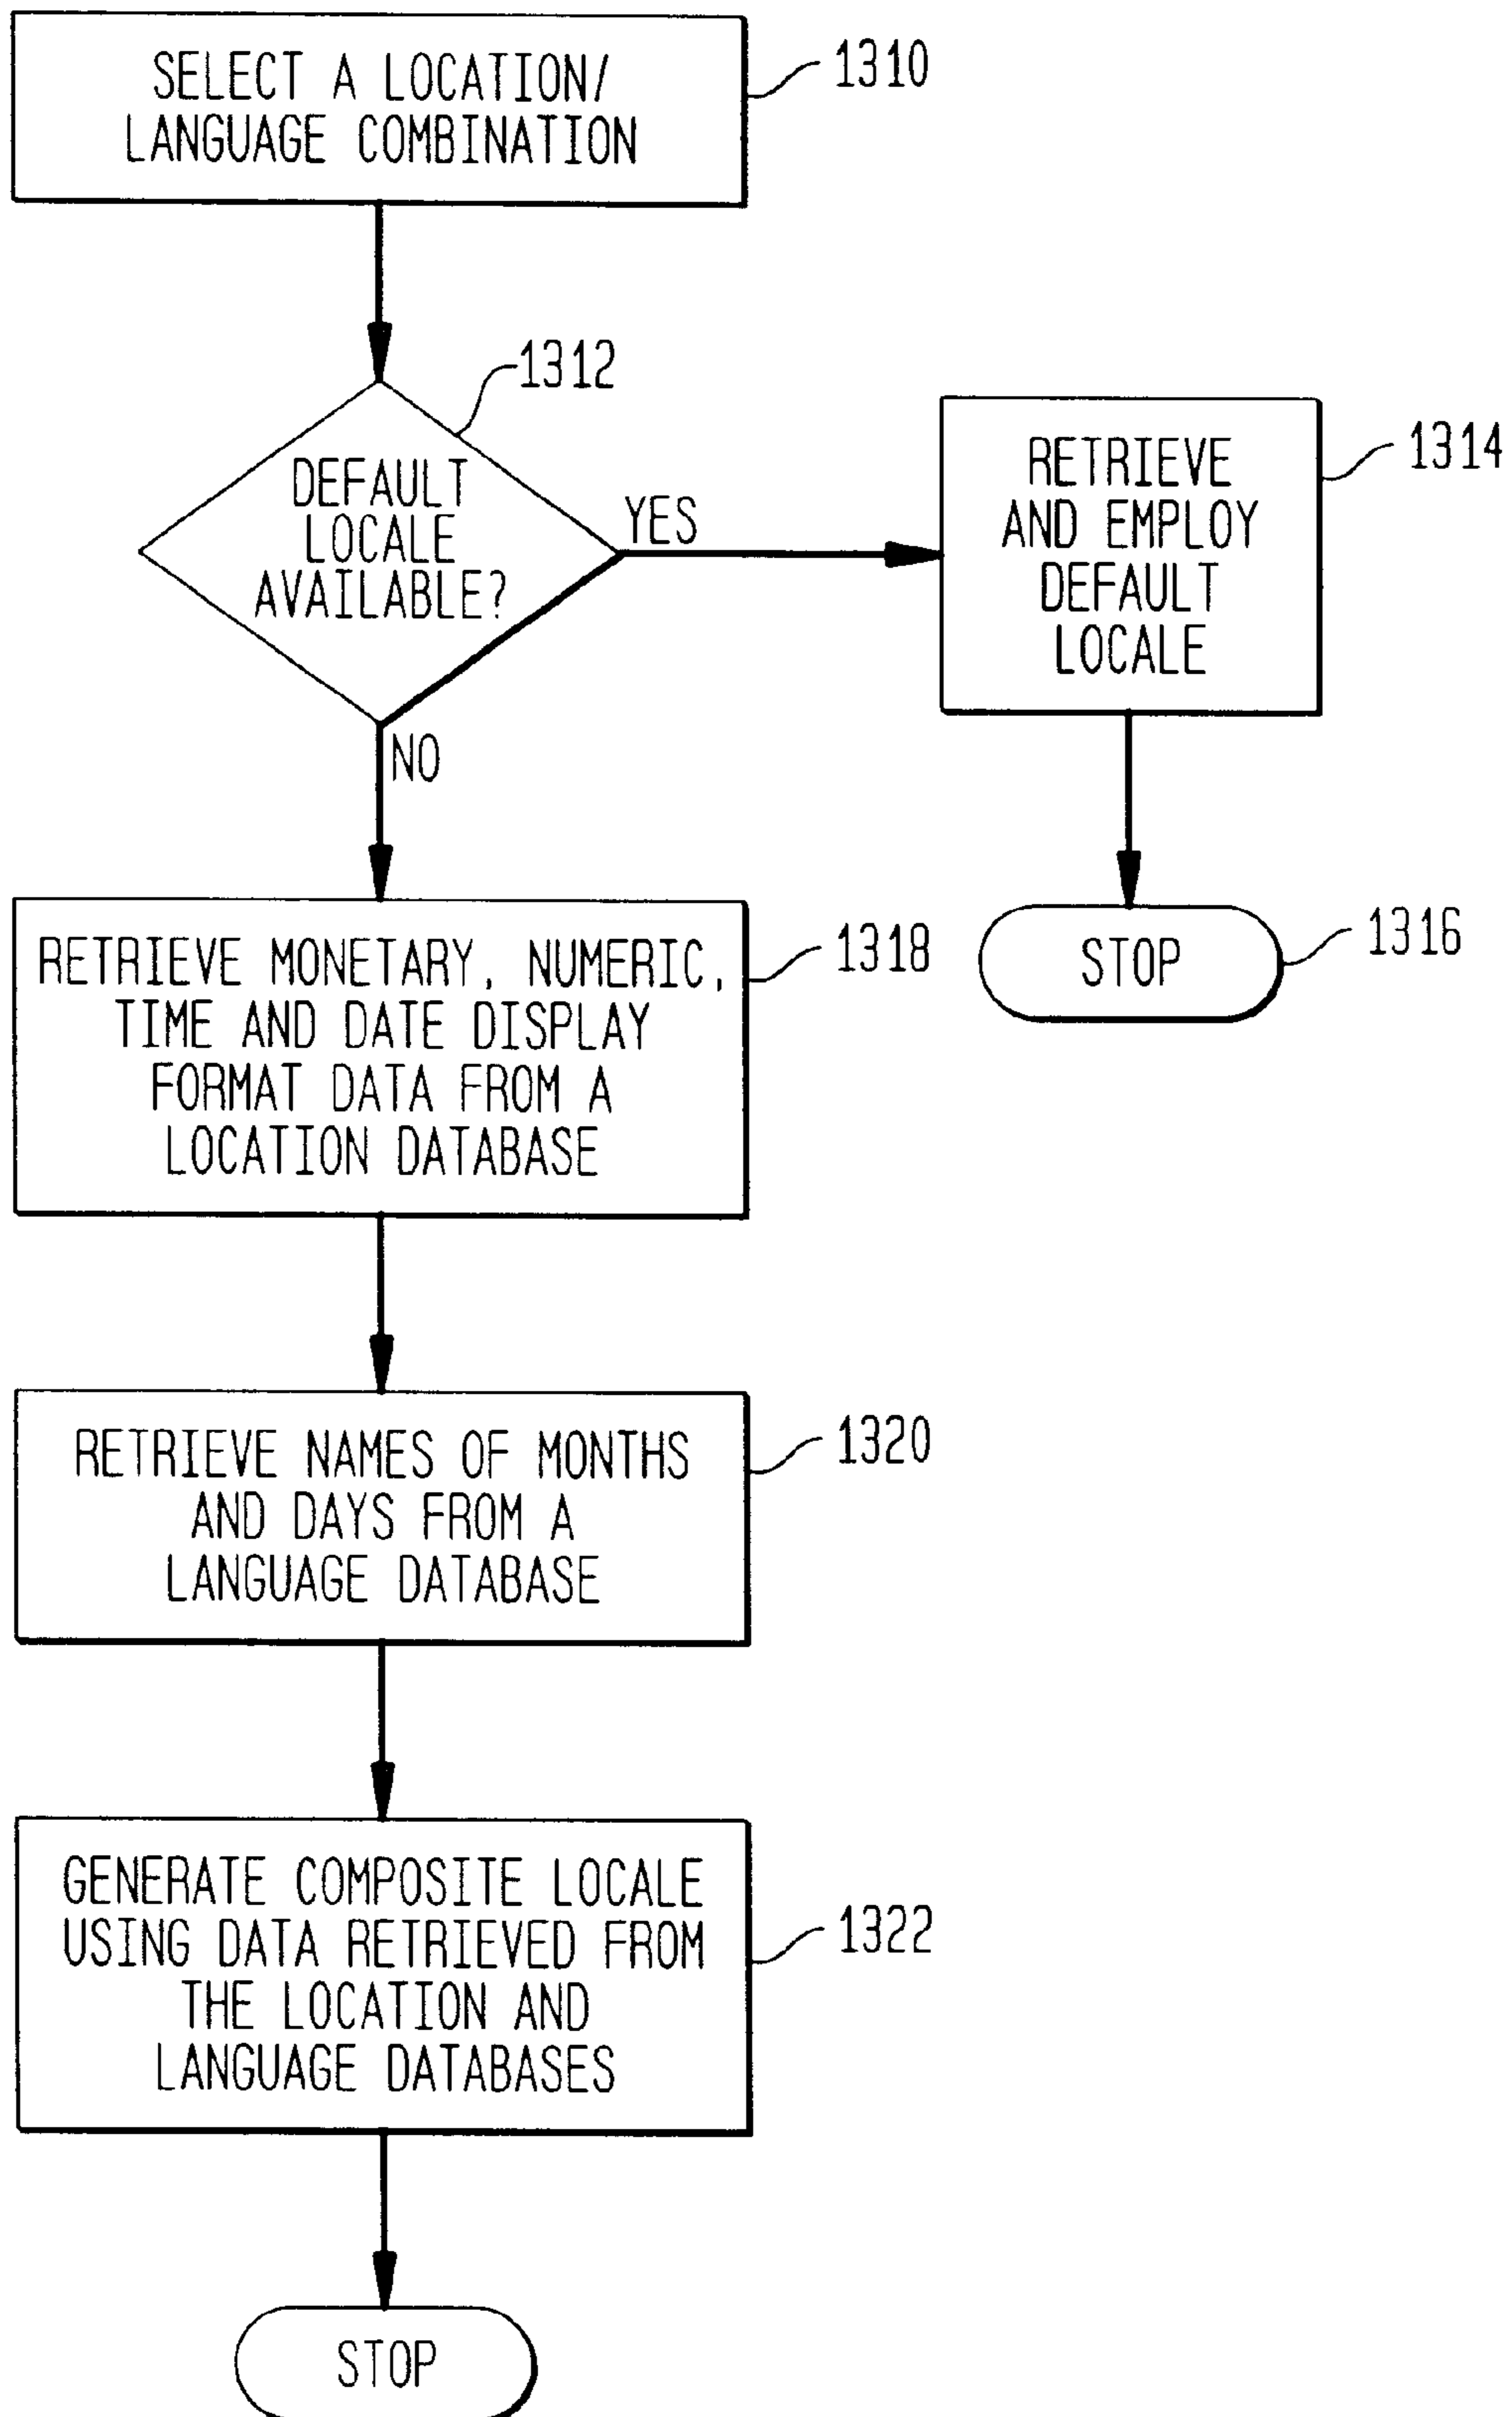 SELECT A LOCATION/
LANGUAGE COMBINATION
1310
1312
DEFAULT
LOCALE
AVAILABLE?
YES
RETRIEVE
AND EMPLOY
DEFAULT
LOCALE
1314
NO
STOP
1316
RETRIEVE MONETARY, NUMERIC,
TIME AND DATE DISPLAY
FORMAT DATA FROM A
LOCATION DATABASE
1318
RETRIEVE NAMES OF MONTHS
AND DAYS FROM A
LANGUAGE DATABASE
1320
GENERATE COMPOSITE LOCALE
USING DATA RETRIEVED FROM
THE LOCATION AND
LANGUAGE DATABASES
1322
STOP